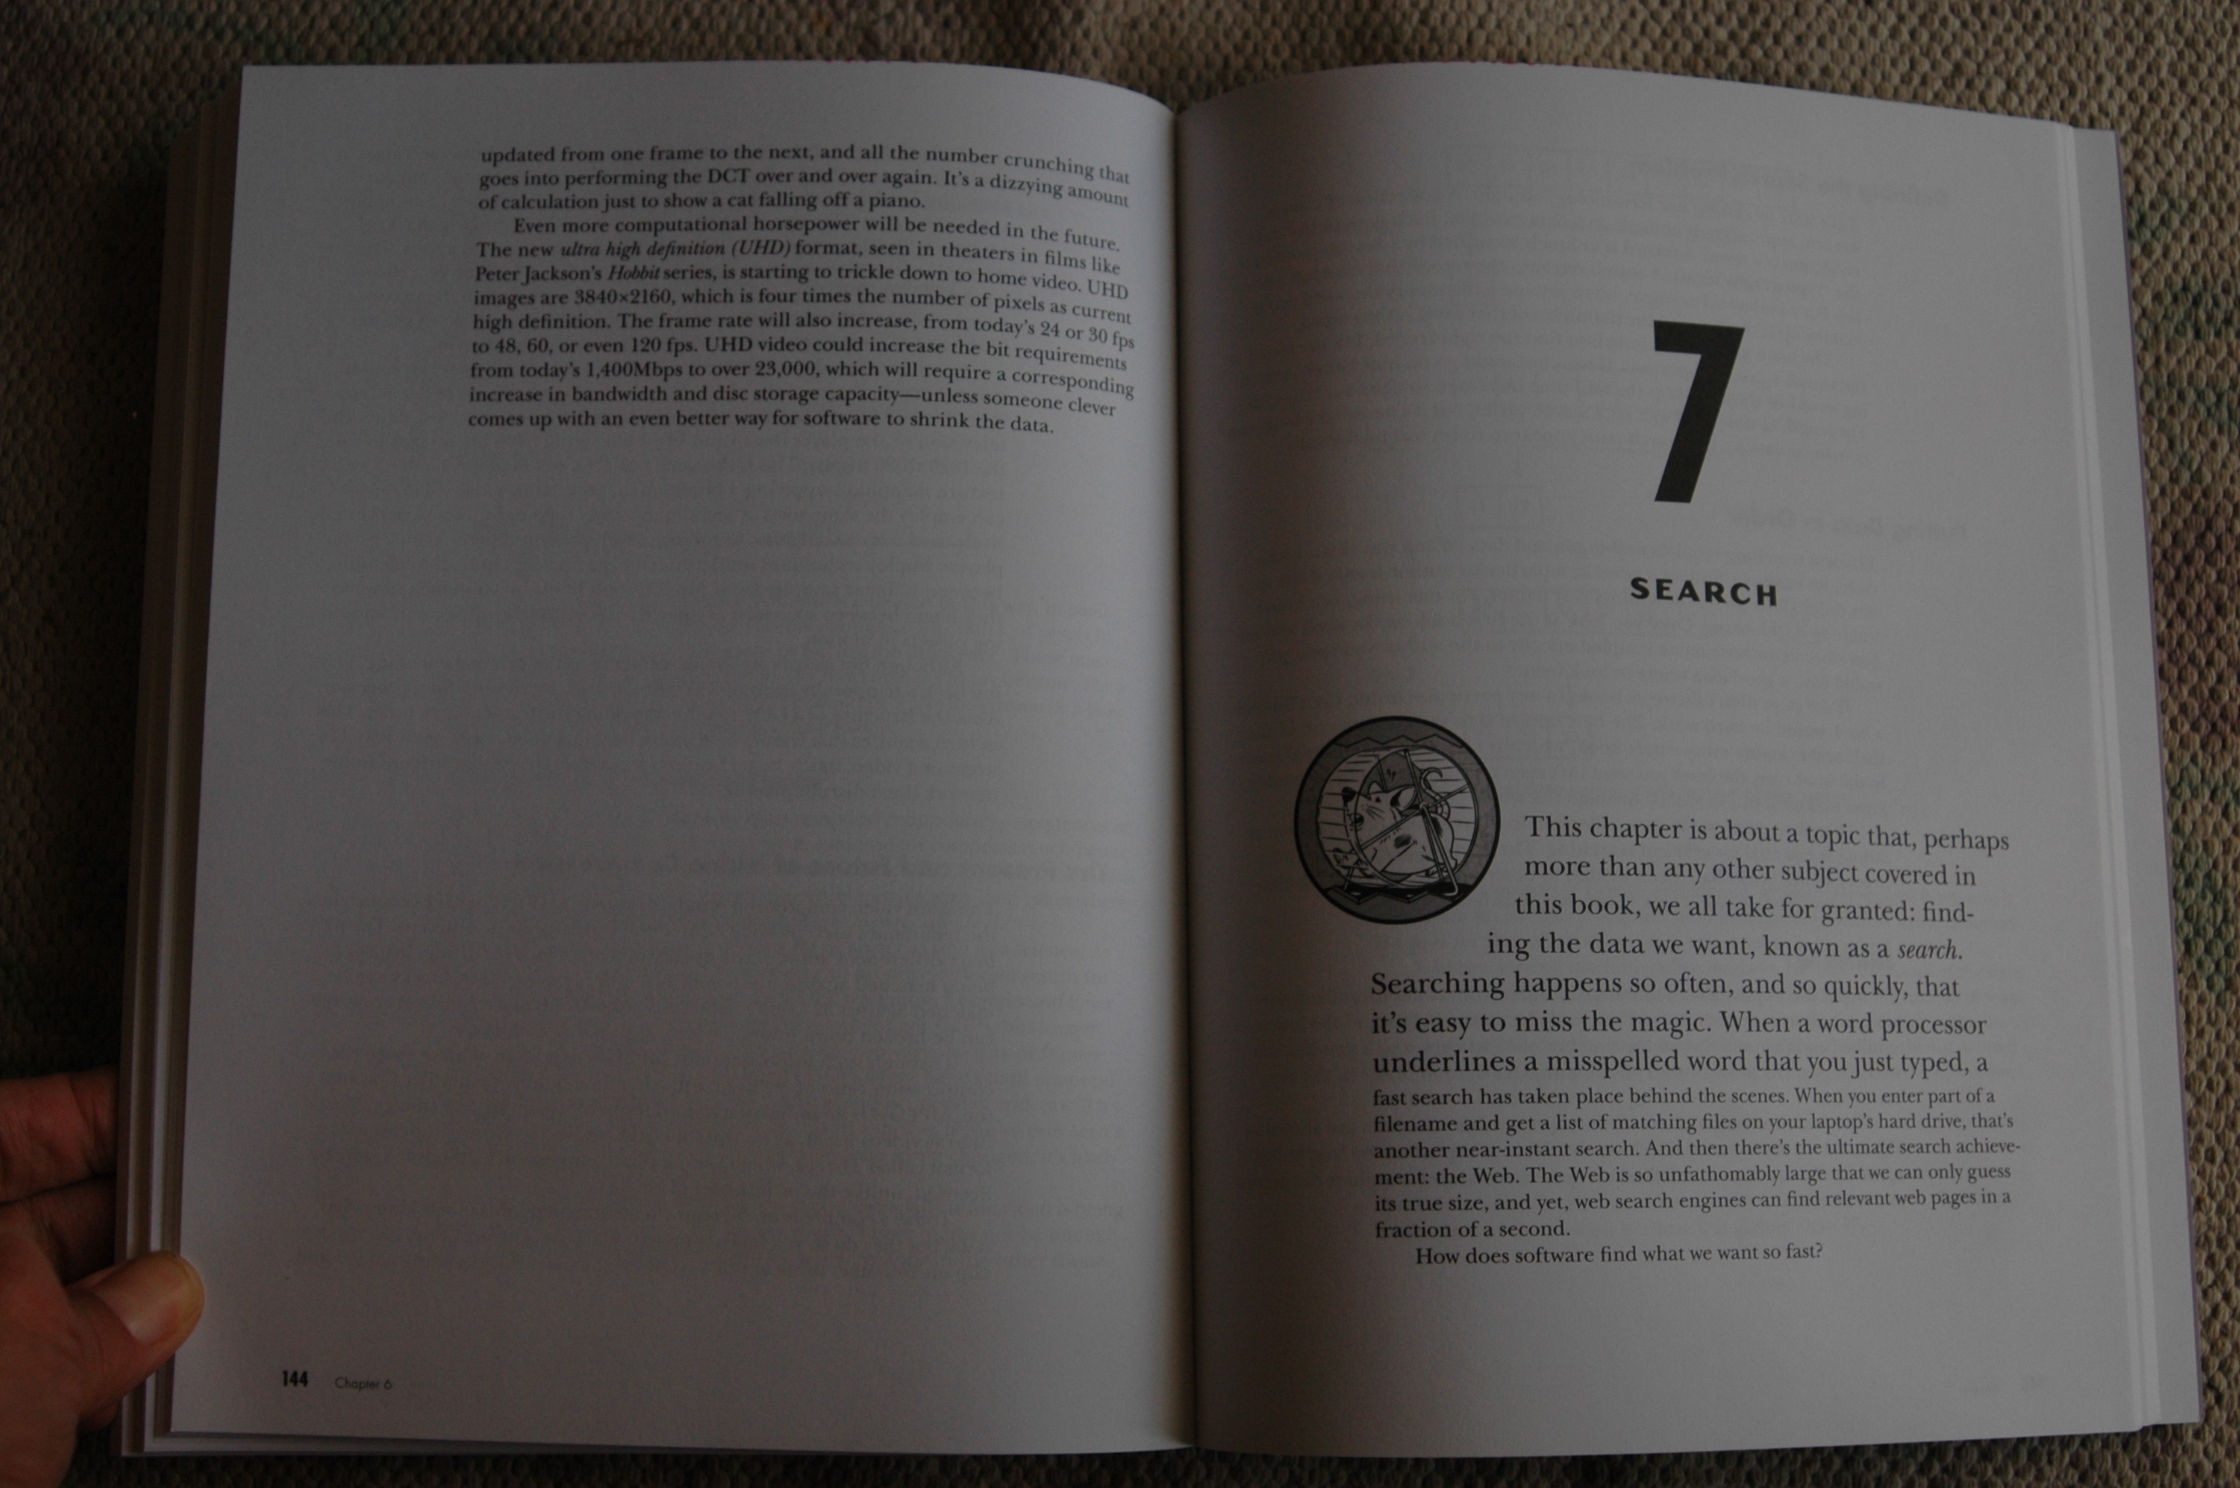 updated from one frame to the next, and all the number crunching that
goes into performing the DCT over and over again. It's a dizzying amount
of calculation just to show a cat falling off a piano.
Even more computational horsepower will be needed in the future.
The new ultra high definition (UHD) format, seen in theaters in films like
Peter Jackson's Hobbit series, is starting to trickle down to home video. UHD
images are 3840×2160, which is four times the number of pixels as current
high definition. The frame rate will also increase, from today's 24 or 30 fps
to 48, 60, or even 120 fps. UHD video could increase the bit requirements
from today's 1,400Mbps to over 23,000, which will require a corresponding
increase in bandwidth and disc storage capacity—unless someone clever
comes up with an even better way for software to shrink the data.
144 Chapter 6
7
SEARCH
This chapter is about a topic that, perhaps
more than any other subject covered in
this book, we all take for granted: find-
ing the data we want, known as a search.
Searching happens so often, and so quickly, that
it's easy to miss the magic. When a word processor
underlines a misspelled word that you just typed, a
fast search has taken place behind the scenes. When you enter part of a
filename and get a list of matching files on your laptop's hard drive, that's
another near-instant search. And then there's the ultimate search achieve-
ment: the Web. The Web is so unfathomably large that we can only guess
its true size, and yet, web search engines can find relevant web pages in a
fraction of a second.
How does software find what we want so fast?